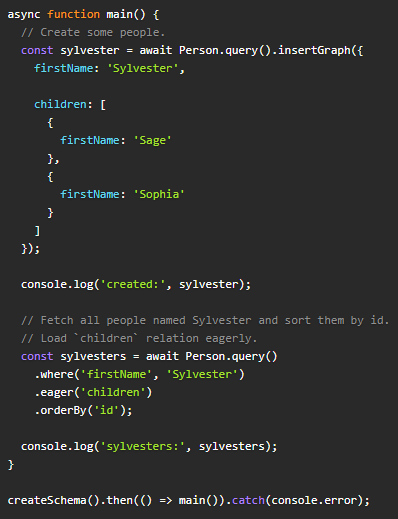 async function main() {
  // Create some people.
  const sylvester = await Person.query().insertGraph({
    firstName: 'Sylvester',

    children: [
      {
        firstName: 'Sage'
      },
      {
        firstName: 'Sophia'
      }
    ]
  });

  console.log('created:', sylvester);

  // Fetch all people named Sylvester and sort them by id.
  // Load `children` relation eagerly.
  const sylvesters = await Person.query()
    .where('firstName', 'Sylvester')
    .eager('children')
    .orderBy('id');

  console.log('sylvesters:', sylvesters);
}

createSchema().then(() => main()).catch(console.error);